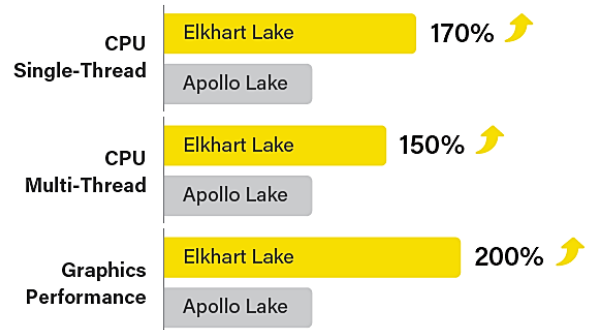 CPU
Single-Thread
Elkhart Lake
170%
Apollo Lake
CPU
Multi-Thread
Elkhart Lake
150%
Apollo Lake
Graphics
Performance
Elkhart Lake
200%
Apollo Lake